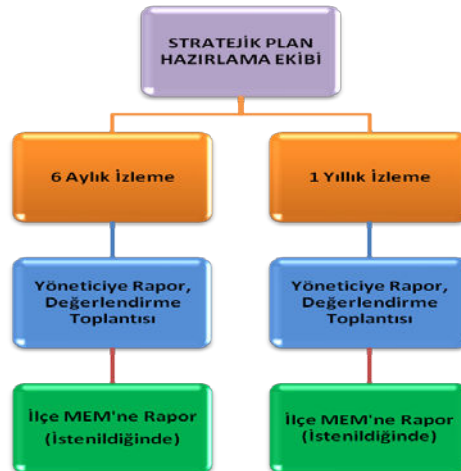 STRATEJİK PLAN
HAZIRLAMA EKİBİ
6 Aylık İzleme
1 Yıllık İzleme
Yöneticiye Rapor,
Değerlendirme
Toplantısı
Yöneticiye Rapor,
Değerlendirme
Toplantısı
İlçe MEM'ne Rapor
(İstenildiğinde)
İlçe MEM'ne Rapor
(İstenildiğinde)